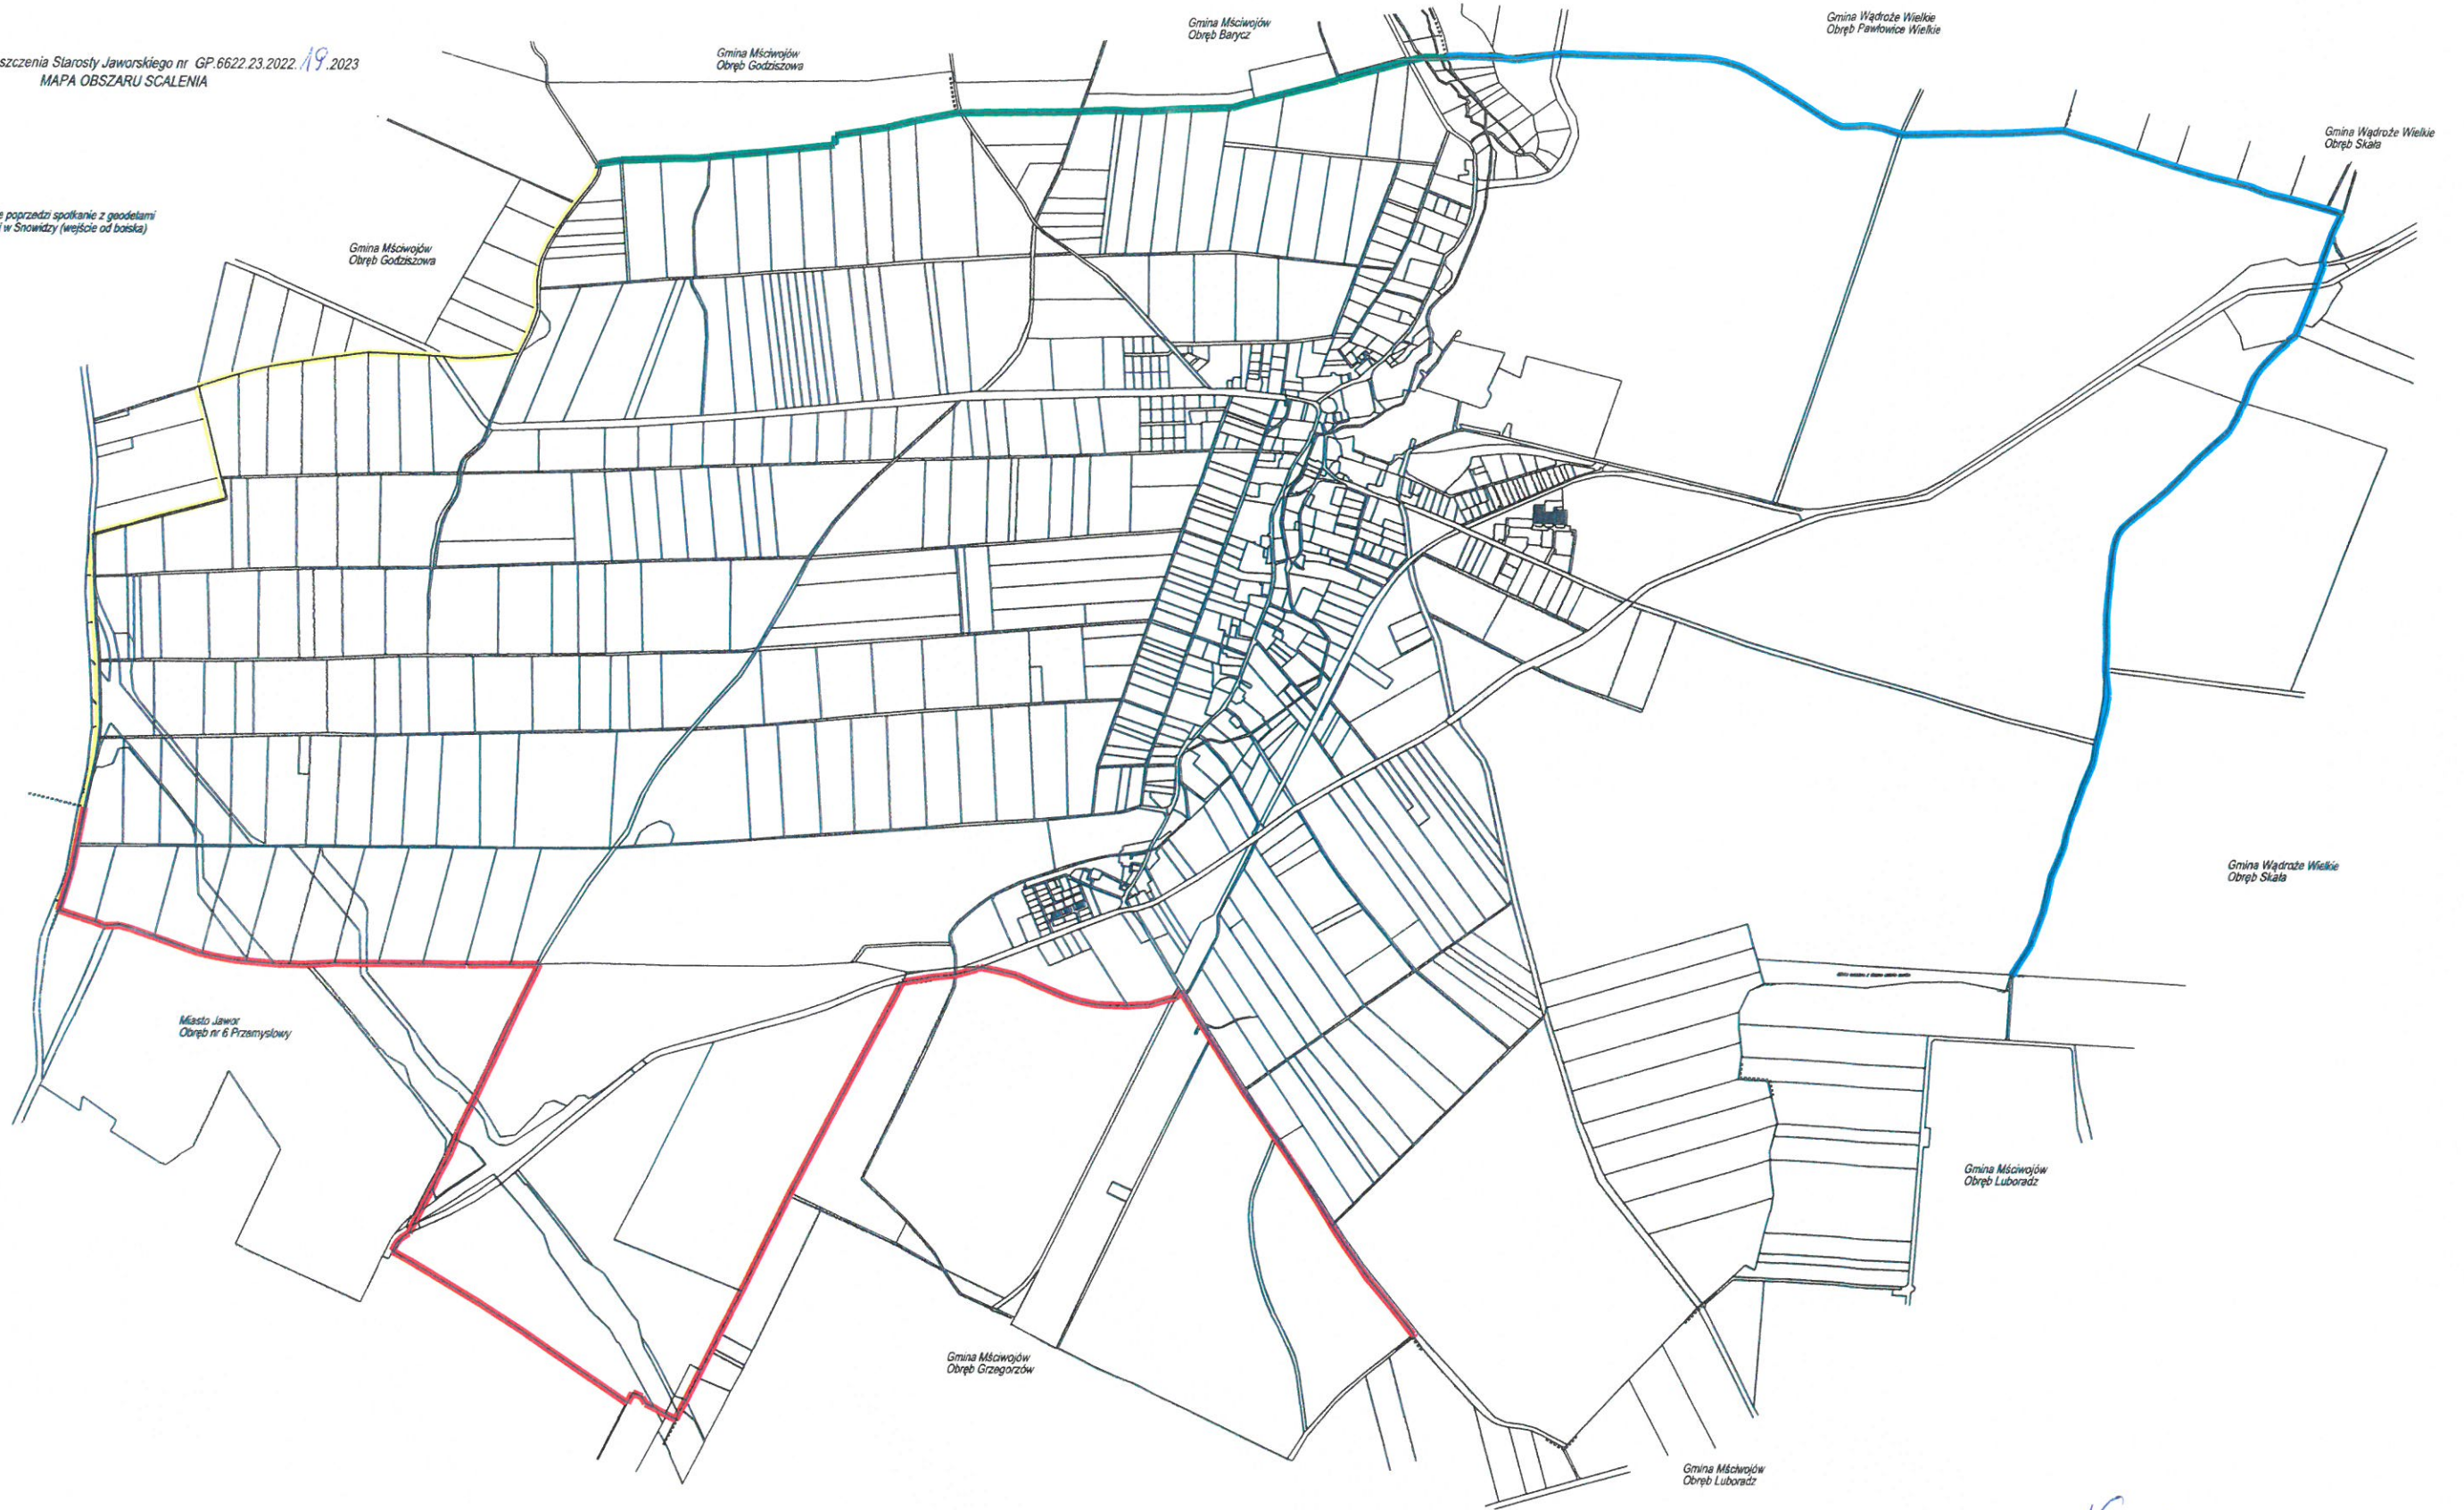 szczenia Starosty Jaworskiego nr GP.6622.23.2022.19.2023
MAPA OBSZARU SCALENIA
Gmina Mściwojów
Obręb Godziszowa
Gmina Mściwojów
Obręb Barycz
Gmina Wądroże Wielkie
Obręb Pawłowice Wielkie
Gmina Wądroże Wielkie
Obręb Skała
e poprzedzi spotkanie z geodetami
i w Snowidzy (wejście od boiska)
Gmina Mściwojów
Obręb Godziszowa
Gmina Wądroże Wielkie
Obręb Skała
Miasto Jawor
Obręb nr 6 Przemysłowy
Gmina Mściwojów
Obręb Luboradz
Gmina Mściwojów
Obręb Grzegorzów
Gmina Mściwojów
Obręb Luboradz